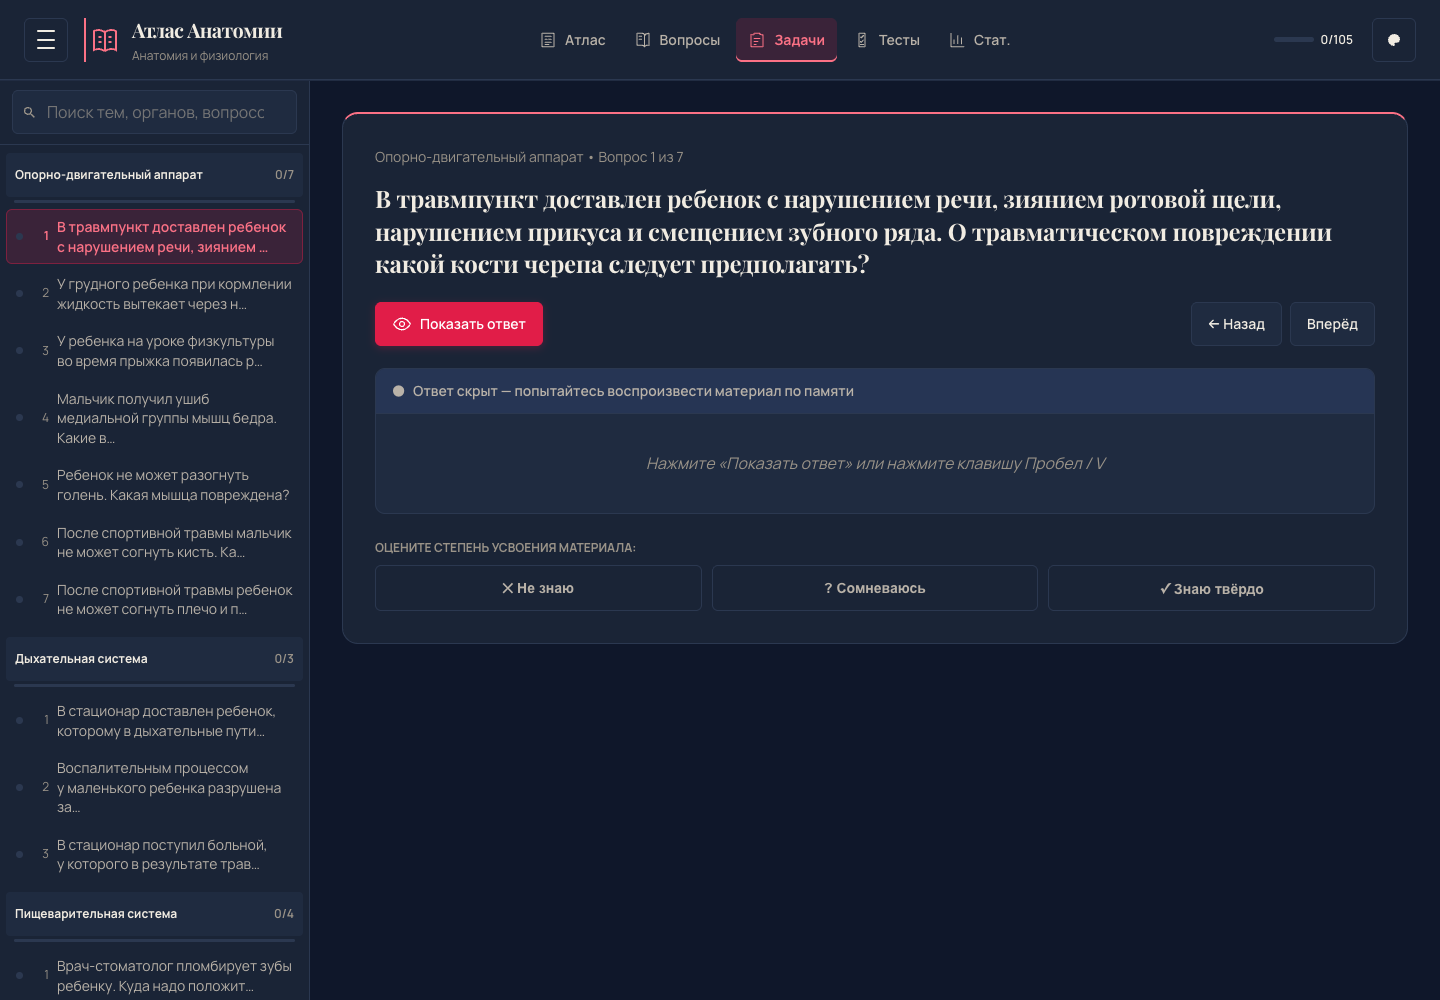 Атлас Анатомии
Анатомия и физиология
Атлас
Вопросы
Задачи
Тесты
Стат.
0/105
Поиск тем, органов, вопросс
Опорно-двигательный аппарат 0/7
1 В травмпункт доставлен ребенок
с нарушением речи, зиянием ...
2 У грудного ребенка при кормлении
жидкость вытекает через н...
3 У ребенка на уроке физкультуры
во время прыжка появилась р...
4 Мальчик получил ушиб
медиальной группы мышц бедра.
Какие в...
5 Ребенок не может разогнуть
голень. Какая мышца повреждена?
6 После спортивной травмы мальчик
не может согнуть кисть. Ка...
7 После спортивной травмы ребенок
не может согнуть плечо и п...
Дыхательная система 0/3
1 В стационар доставлен ребенок,
которому в дыхательные пути...
2 Воспалительным процессом
у маленького ребенка разрушена
за...
3 В стационар поступил больной,
у которого в результате трав...
Пищеварительная система 0/4
1 Врач-стоматолог пломбирует зубы
ребенку. Куда надо положит...
Опорно-двигательный аппарат • Вопрос 1 из 7
В травмпункт доставлен ребенок с нарушением речи, зиянием ротовой щели,
нарушением прикуса и смещением зубного ряда. О травматическом повреждении
какой кости черепа следует предполагать?
Показать ответ
← Назад
Вперёд
Ответ скрыт — попытайтесь воспроизвести материал по памяти
Нажмите «Показать ответ» или нажмите клавишу Пробел / V
ОЦЕНИТЕ СТЕПЕНЬ УСВОЕНИЯ МАТЕРИАЛА:
✕ Не знаю
? Сомневаюсь
✓ Знаю твёрдо